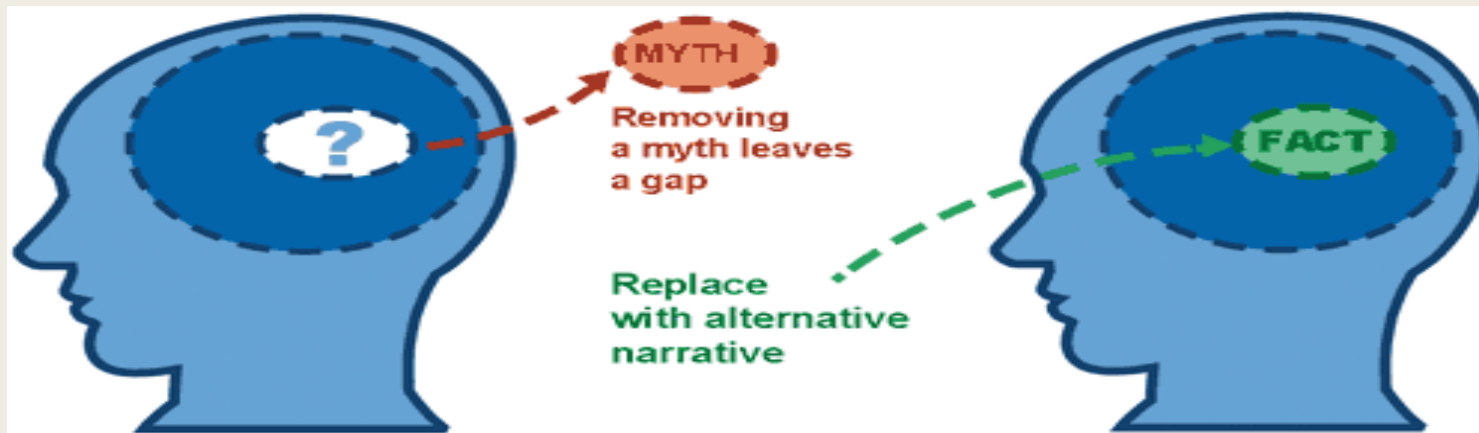 MYTH
?
Removing
a myth leaves
a gap
FACT
Replace
with alternative
narrative